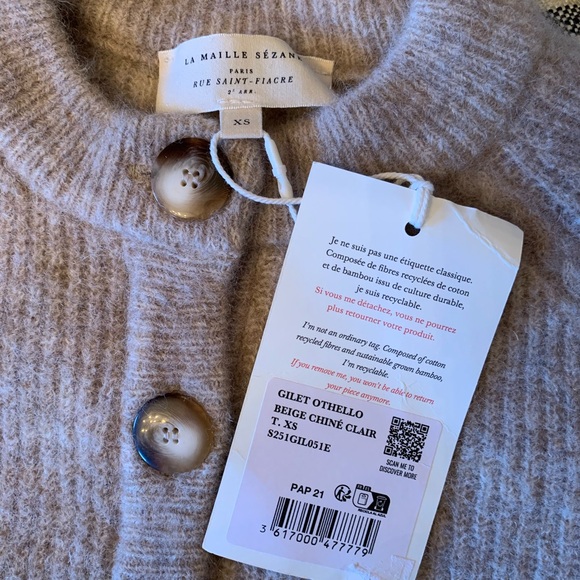 LA MAILLE SÉZANE
PARIS
RUE SAINT-FIACRE
2ᵉ ARR.
XS
Je ne suis pas une étiquette classique.
Composée de fibres recyclées de coton
et de bambou issu de culture durable,
je suis recyclable.
Si vous me détachez, vous ne pourrez
plus retourner votre produit.
I'm not an ordinary tag. Composed of cotton
recycled fibres and sustainable grown bamboo,
I'm recyclable.
If you remove me, you won't be able to return
your piece anymore.
GILET OTHELLO
BEIGE CHINÉ CLAIR
T. XS
S251GIL051E
SCAN ME TO
DISCOVER MORE
PAP 21
3 617000 477779